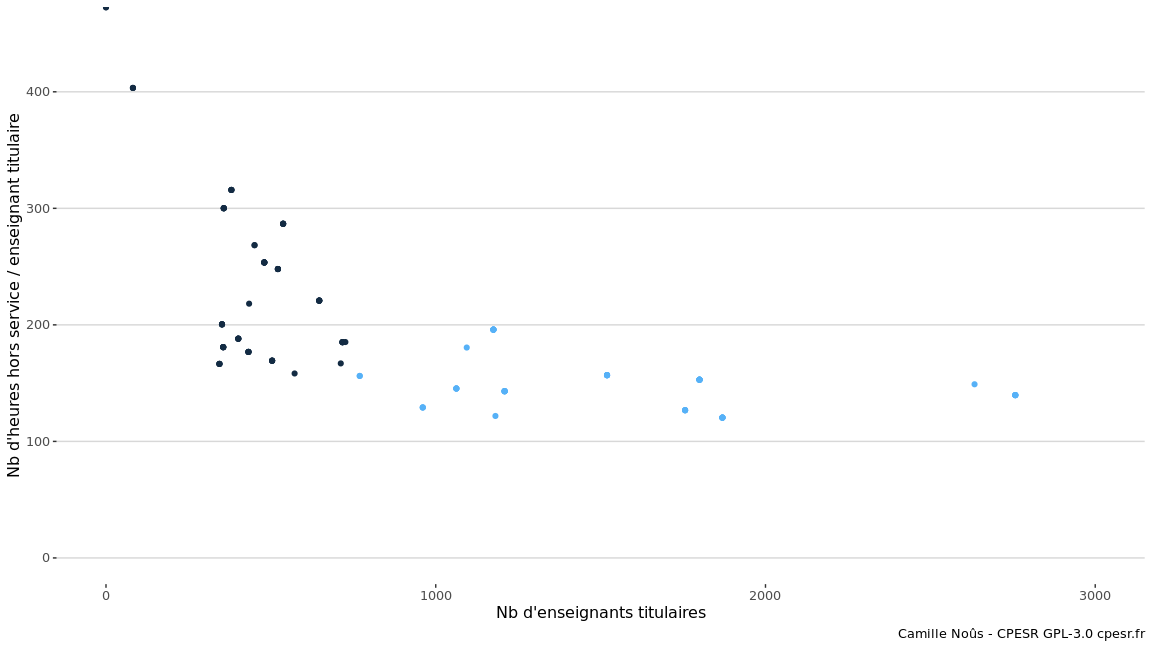 400
300
200
100
0
Nb d'heures hors service / enseignant titulaire
0 1000 2000 3000
Nb d'enseignants titulaires
Camille Noûs - CPESR GPL-3.0 cpesr.fr